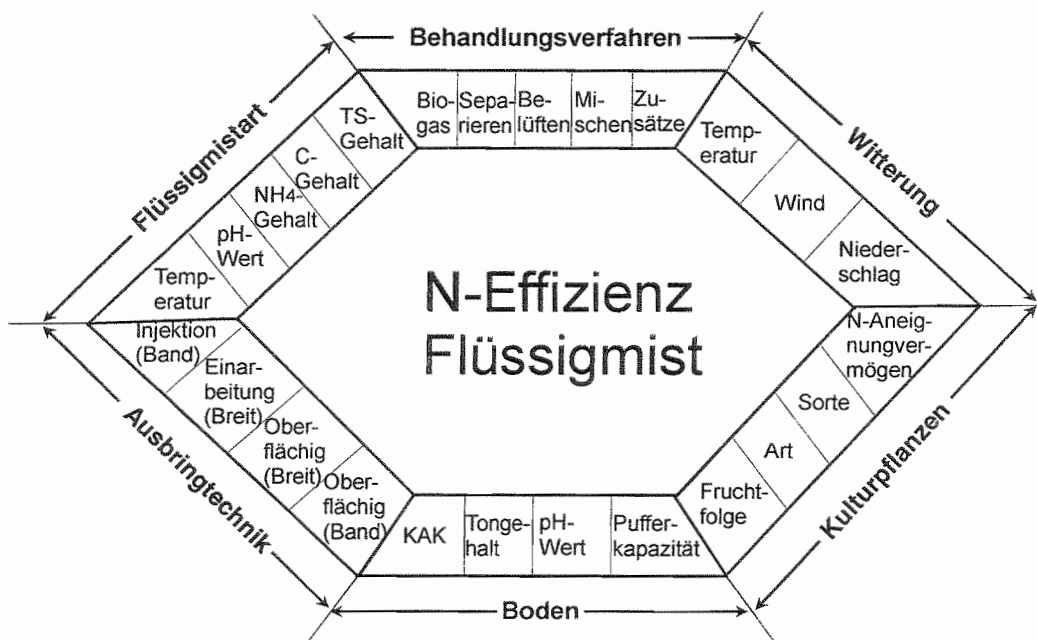 Behandlungsverfahren
Bio-
gas
Sepa-
rieren
Be-
lüften
Mi-
schen
Zu-
sätze
Witterung
Temp-
eratur
Wind
Nieder-
schlag
Kulturpflanzen
N-Aneig-
nungver-
mögen
Sorte
Art
Frucht-
folge
Boden
KAK
Tonge-
halt
pH-
Wert
Puffer-
kapazität
Ausbringtechnik
Injektion
(Band)
Einar-
beitung
(Breit)
Ober-
flächig
(Breit)
Ober-
flächig
(Band)
Flüssigmistart
Temp-
eratur
pH-
Wert
NH4-
Gehalt
C-
Gehalt
TS-
Gehalt
N-Effizienz
Flüssigmist